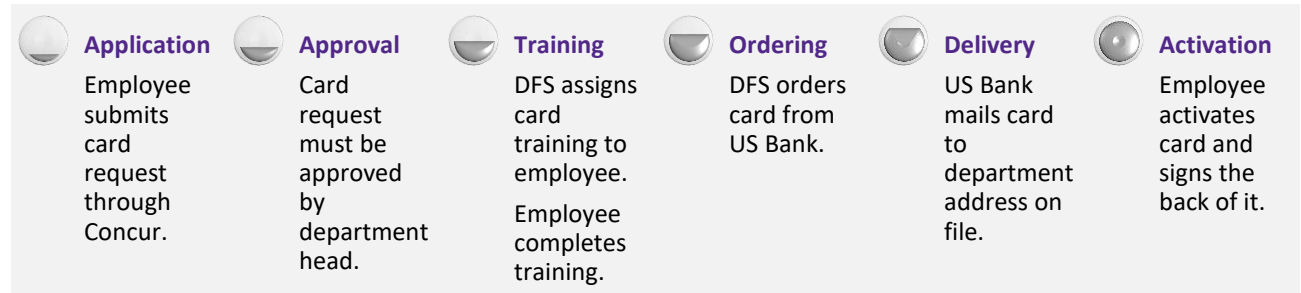 Application
Employee
submits
card
request
through
Concur.
Approval
Card
request
must be
approved
by
department
head.
Training
DFS assigns
card
training to
employee.
Employee
completes
training.
Ordering
DFS orders
card from
US Bank.
Delivery
US Bank
mails card
to
department
address on
file.
Activation
Employee
activates
card and
signs the
back of it.